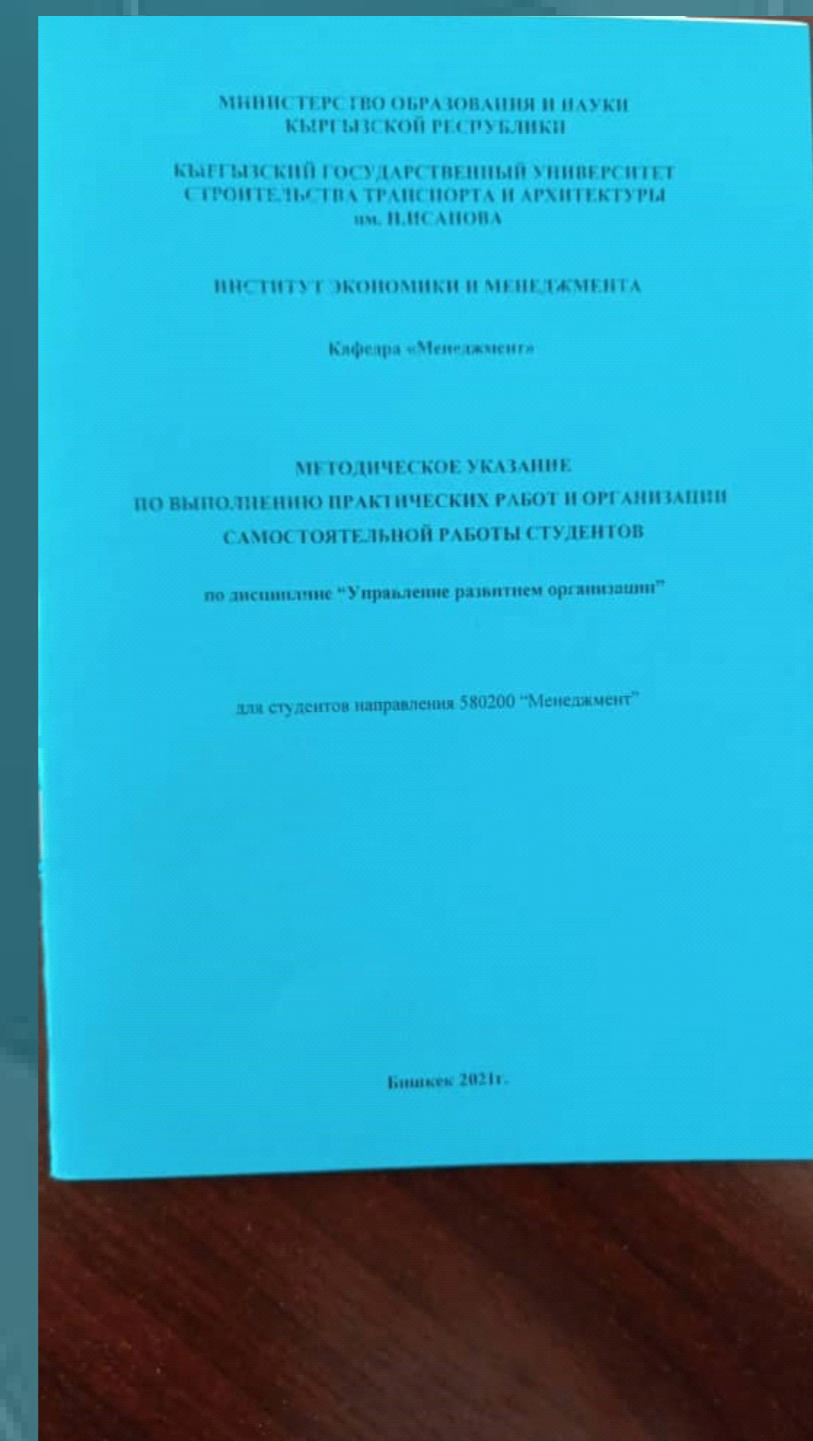 МИНИСТЕРСТВО ОБРАЗОВАНИЯ И НАУКИ
КЫРГЫЗСКОЙ РЕСПУБЛИКИ
КЫРГЫЗСКИЙ ГОСУДАРСТВЕННЫЙ УНИВЕРСИТЕТ
СТРОИТЕЛЬСТВА ТРАНСПОРТА И АРХИТЕКТУРЫ
им. Н.ИСАНОВА
ИНСТИТУТ ЭКОНОМИКИ И МЕНЕДЖМЕНТА
Кафедра «Менеджмент»
МЕТОДИЧЕСКОЕ УКАЗАНИЕ
ПО ВЫПОЛНЕНИЮ ПРАКТИЧЕСКИХ РАБОТ И ОРГАНИЗАЦИИ
САМОСТОЯТЕЛЬНОЙ РАБОТЫ СТУДЕНТОВ
по дисциплине “Управление развитием организации”
для студентов направления 580200 “Менеджмент”
Бишкек 2021г.